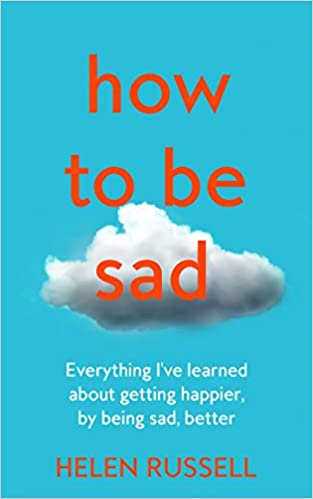 how
to be
sad
Everything I've learned
about getting happier,
by being sad, better
HELEN RUSSELL